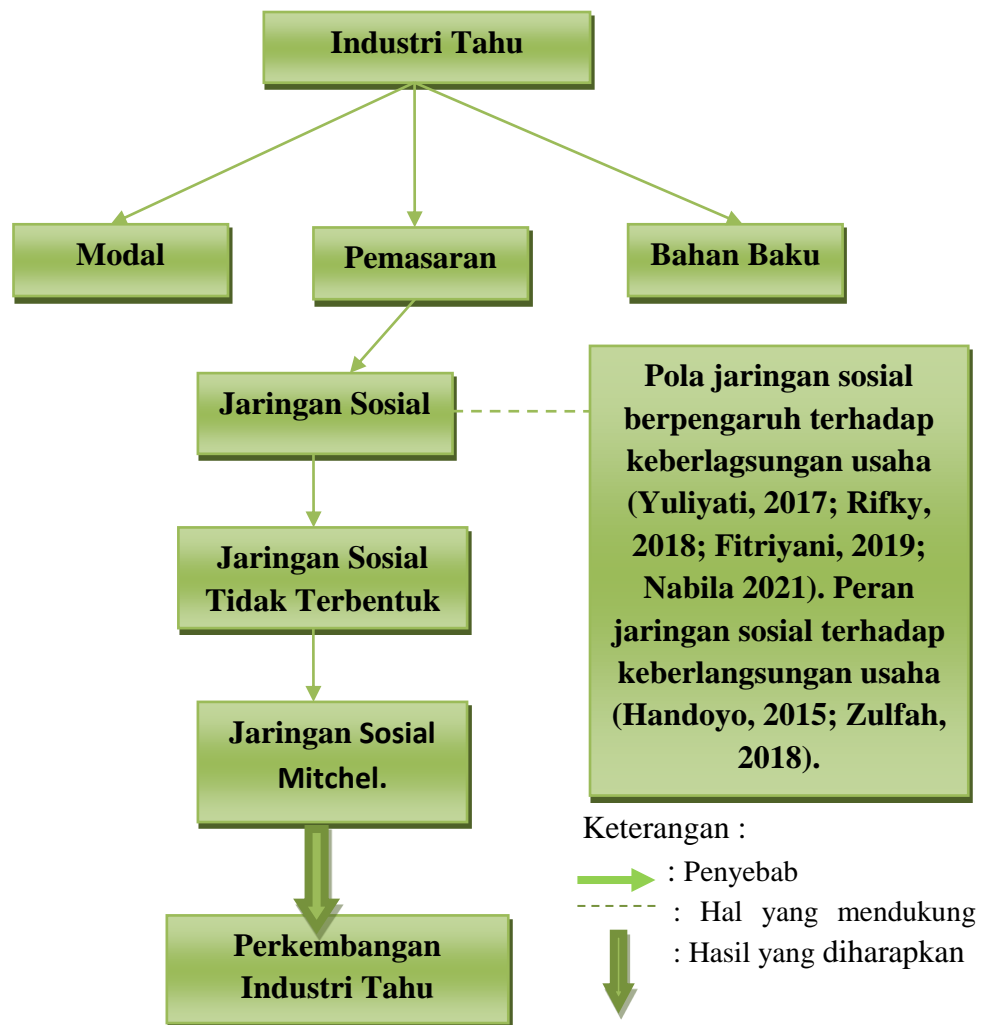 Industri Tahu
Modal
Pemasaran
Bahan Baku
Jaringan Sosial
Pola jaringan sosial
berpengaruh terhadap
keberlagsungan usaha
(Yuliyati, 2017; Rifky,
2018; Fitriyani, 2019;
Nabila 2021). Peran
jaringan sosial terhadap
keberlangsungan usaha
(Handoyo, 2015; Zulfah,
2018).
Jaringan Sosial
Tidak Terbentuk
Jaringan Sosial
Mitchel.
Perkembangan
Industri Tahu
Keterangan :
: Penyebab
: Hal yang mendukung
: Hasil yang diharapkan